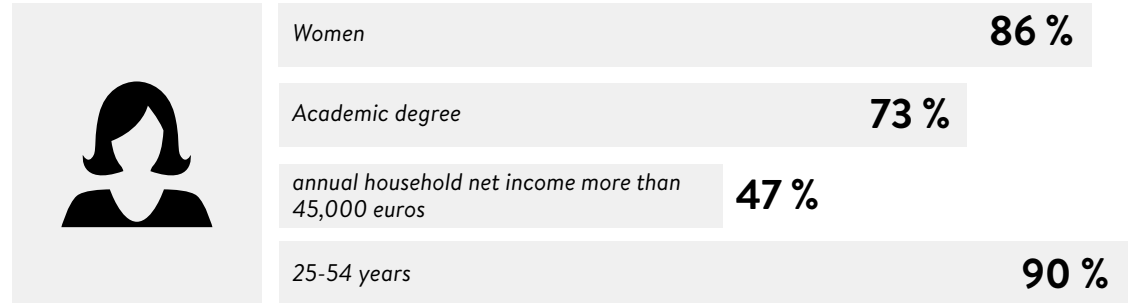 Women
86 %
Academic degree
73 %
annual household net income more than
45,000 euros
47 %
25-54 years
90 %